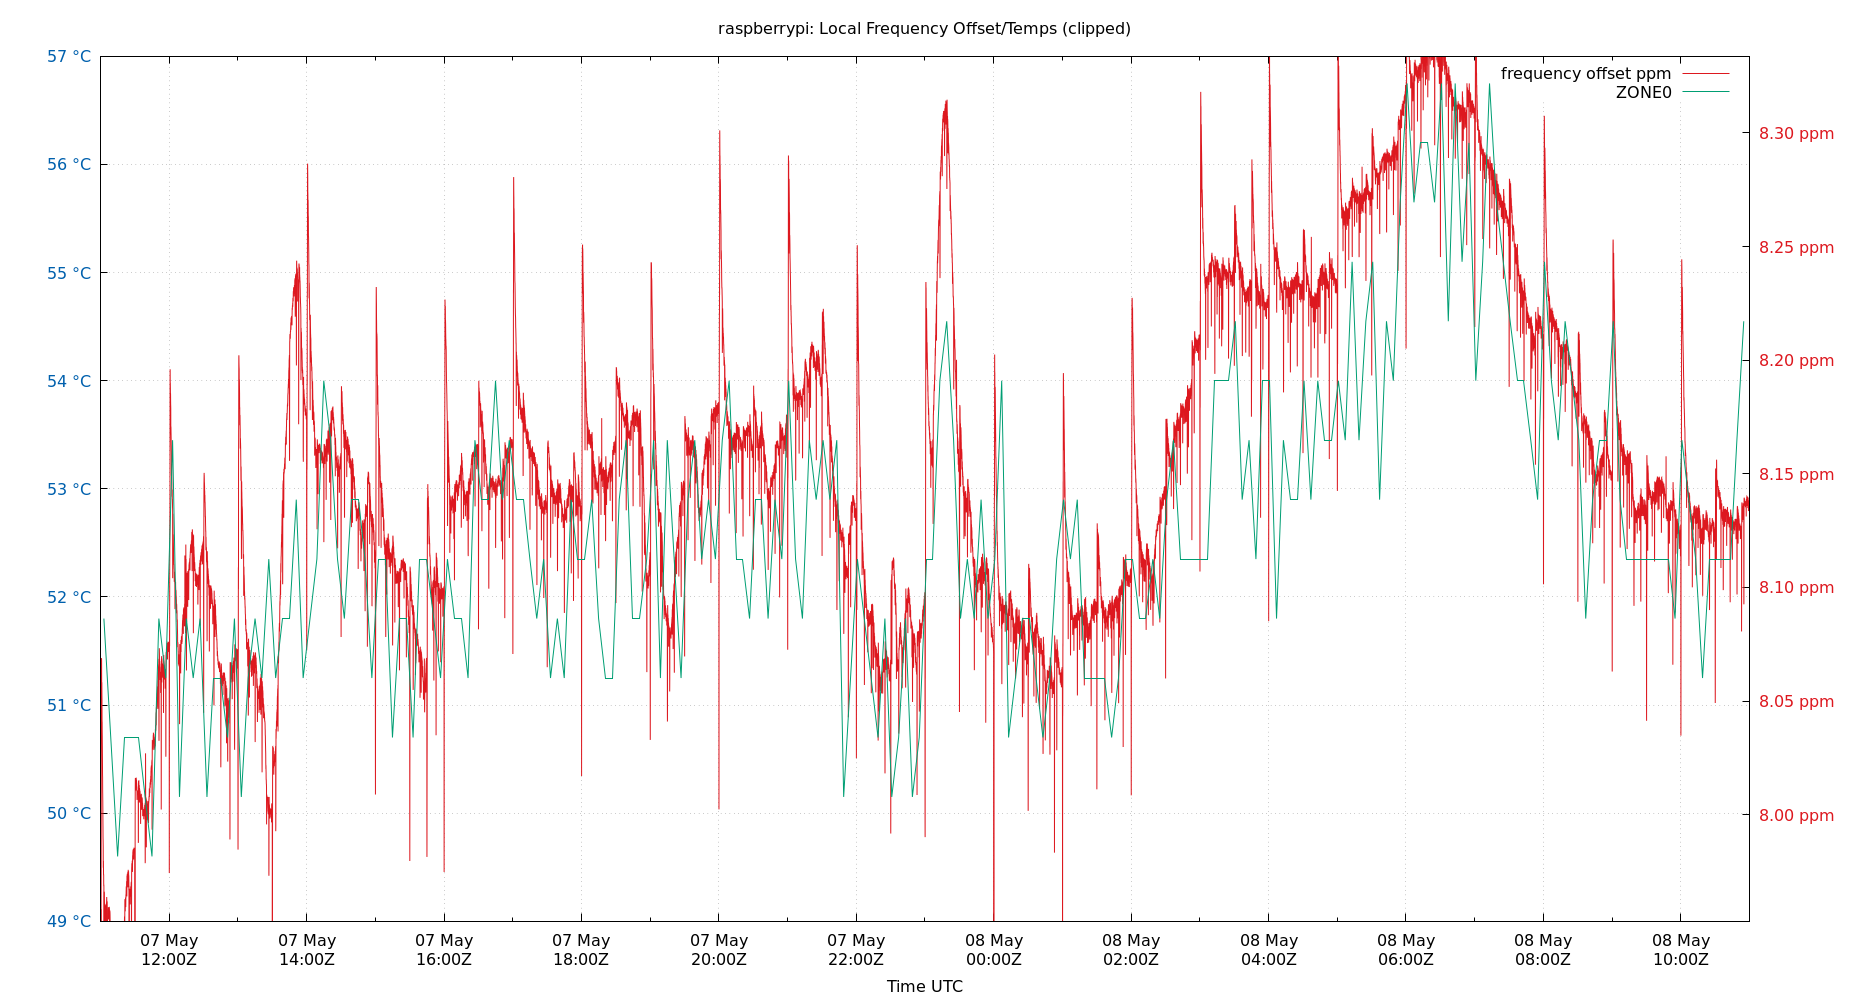 raspberrypi: Local Frequency Offset/Temps (clipped)
57 °C
56 °C
55 °C
54 °C
53 °C
52 °C
51 °C
50 °C
49 °C
frequency offset ppm
ZONE0
8.30 ppm
8.25 ppm
8.20 ppm
8.15 ppm
8.10 ppm
8.05 ppm
8.00 ppm
07 May 07 May 07 May 07 May 07 May 07 May 08 May 08 May 08 May 08 May 08 May 08 May
12:00Z 14:00Z 16:00Z 18:00Z 20:00Z 22:00Z 00:00Z 02:00Z 04:00Z 06:00Z 08:00Z 10:00Z
Time UTC